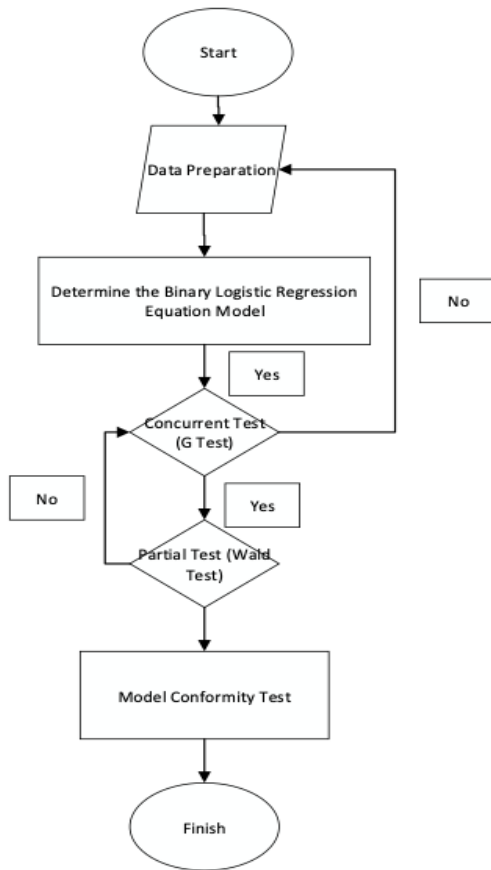 Start
Data Preparation
Determine the Binary Logistic Regression
Equation Model
No
Yes
Concurrent Test
(G Test)
No
Yes
Partial Test (Wald
Test)
Model Conformity Test
Finish